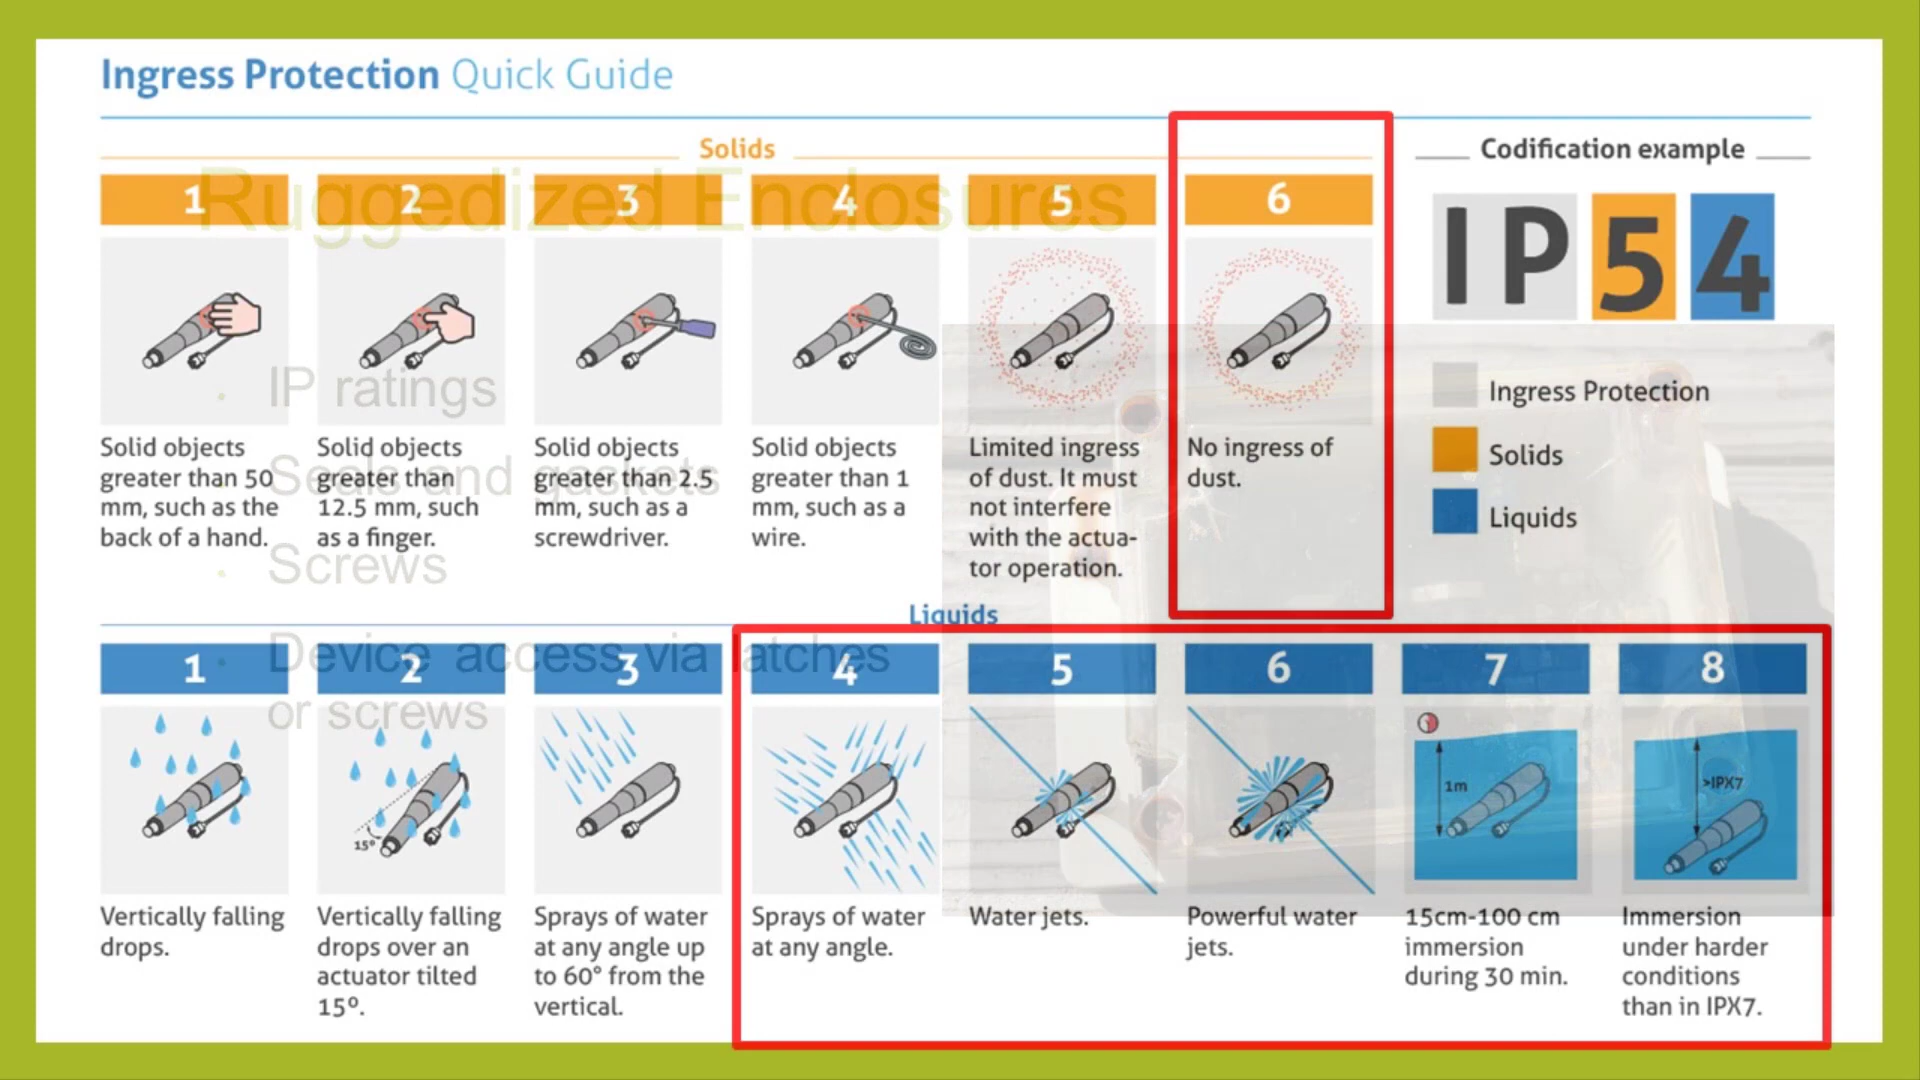 Ingress Protection Quick Guide
Solids
Codification example
1
2
3
4
5
6
IP54
Ruggedized Enclosures
Ingress Protection
Solids
Liquids
Solid objects
greater than 50
mm, such as the
back of a hand.
Solid objects
greater than
12.5 mm, such
as a finger.
Solid objects
greater than 2.5
mm, such as a
screwdriver.
Solid objects
greater than 1
mm, such as a
wire.
Limited ingress
of dust. It must
not interfere
with the actua-
tor operation.
No ingress of
dust.
• IP ratings
• Seals and gaskets
• Screws
• Device access via latches
or screws
Liquids
1
2
3
4
5
6
7
8
15º
1m
>IPX7
Vertically falling
drops.
Vertically falling
drops over an
actuator tilted
15º.
Sprays of water
at any angle up
to 60° from the
vertical.
Sprays of water
at any angle.
Water jets.
Powerful water
jets.
15cm-100 cm
immersion
during 30 min.
Immersion
under harder
conditions
than in IPX7.